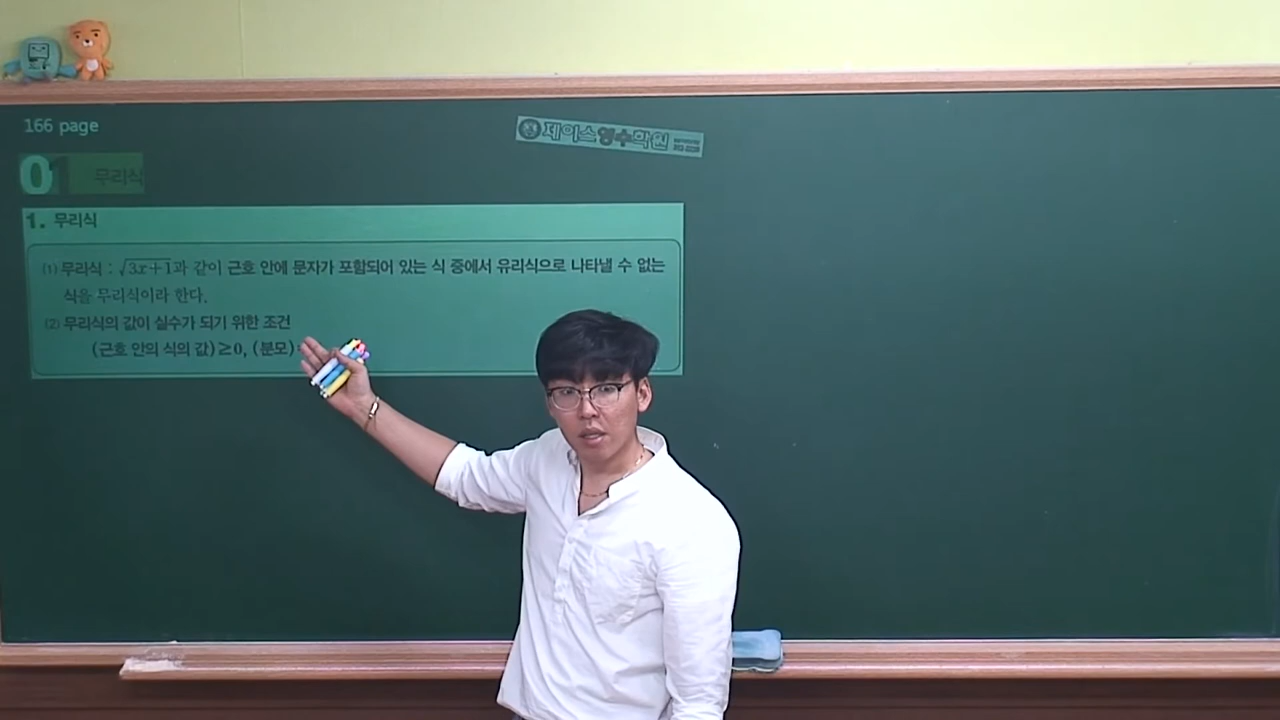 166 page
제이스영수학원
01 무리식
1. 무리식
(1) 무리식 : √3x+1과 같이 근호 안에 문자가 포함되어 있는 식 중에서 유리식으로 나타낼 수 없는
식을 무리식이라 한다.
(2) 무리식의 값이 실수가 되기 위한 조건
(근호 안의 식의 값)≥0, (분모)